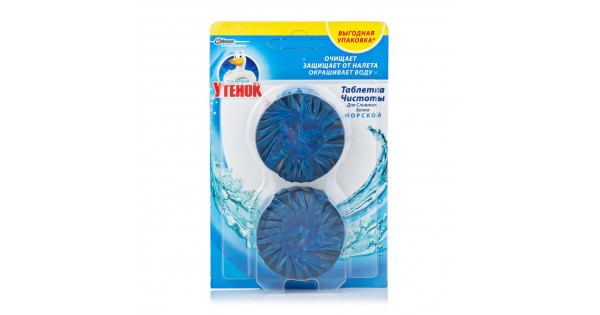 SC Johnson
ВЫГОДНАЯ
УПАКОВКА*
ОЧИЩАЕТ
ЗАЩИЩАЕТ ОТ НАЛЕТА
ОКРАШИВАЕТ ВОДУ
УТЕНОК
Таблетка
Чистоты
Для Сливного
Бачка
МОРСКОЙ